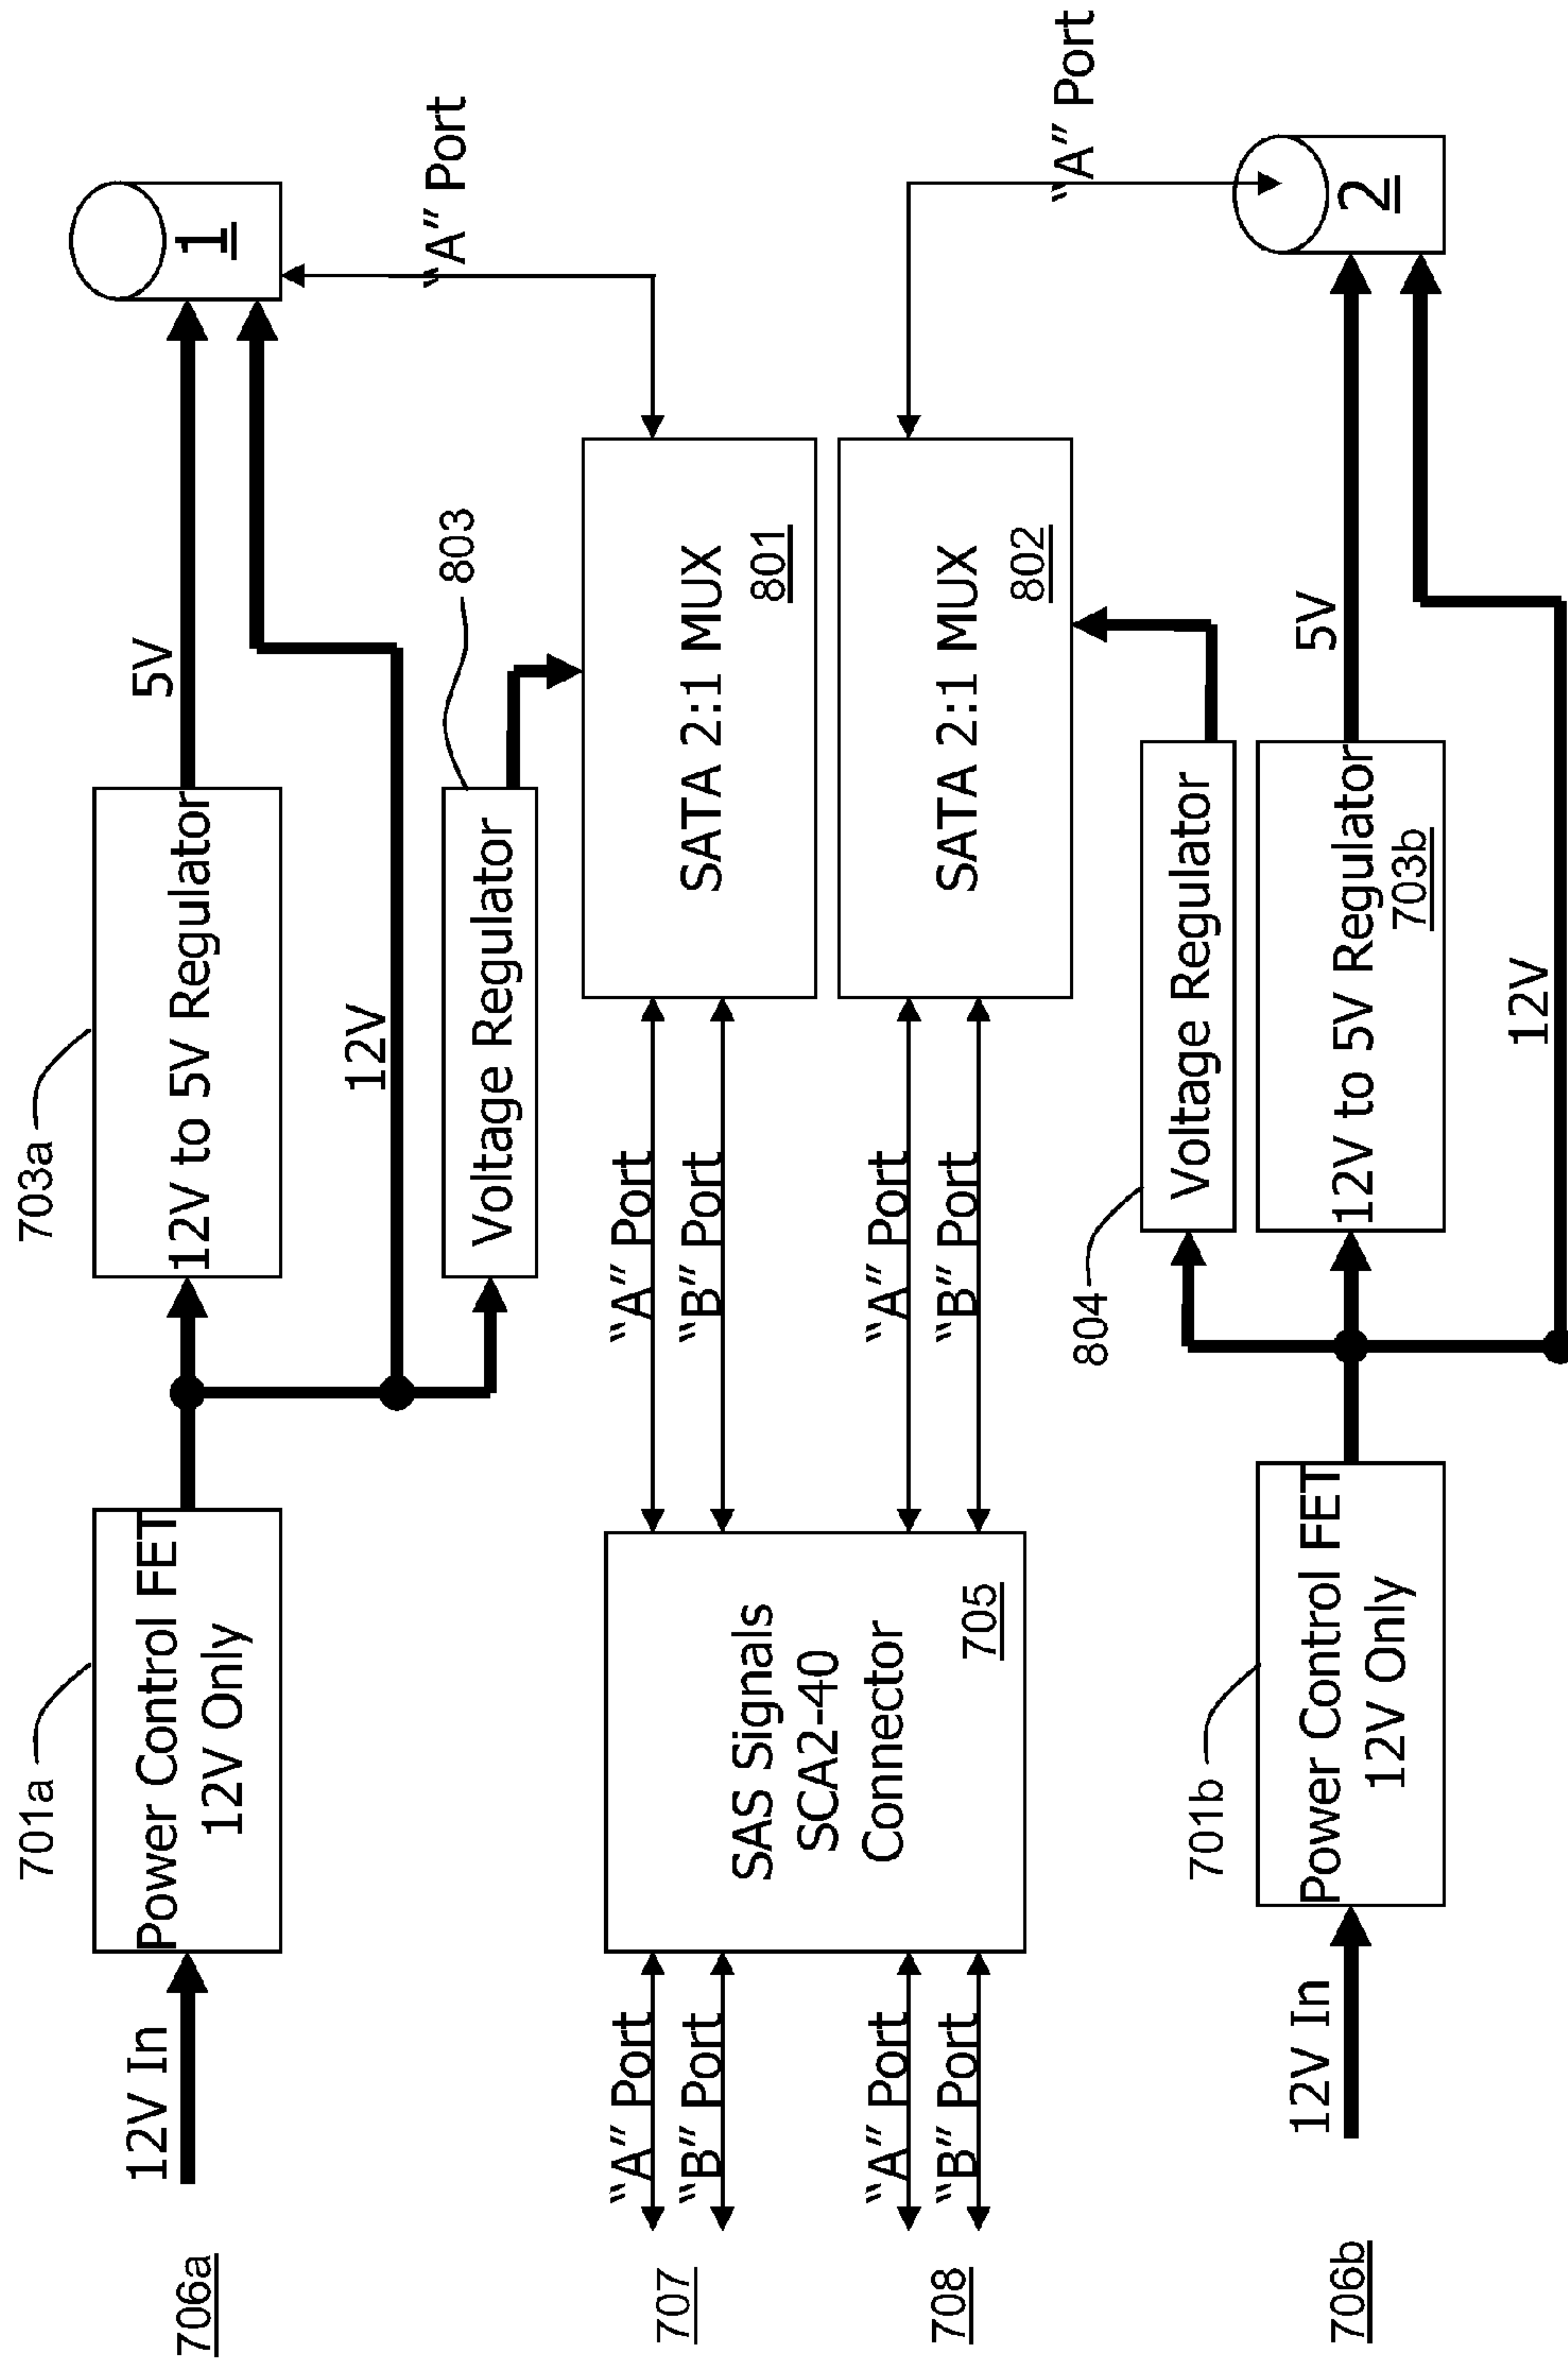 706a
12V In
701a
Power Control FET
12V Only
703a
12V to 5V Regulator
5V
1
12V
Voltage Regulator
803
"A" Port
707
"A" Port
"B" Port
708
"A" Port
"B" Port
SAS Signals
SCA2-40
Connector
705
"A" Port
"B" Port
"A" Port
"B" Port
SATA 2:1 MUX
801
SATA 2:1 MUX
802
"A" Port
804
Voltage Regulator
706b
12V In
701b
Power Control FET
12V Only
12V to 5V Regulator
703b
5V
2
12V